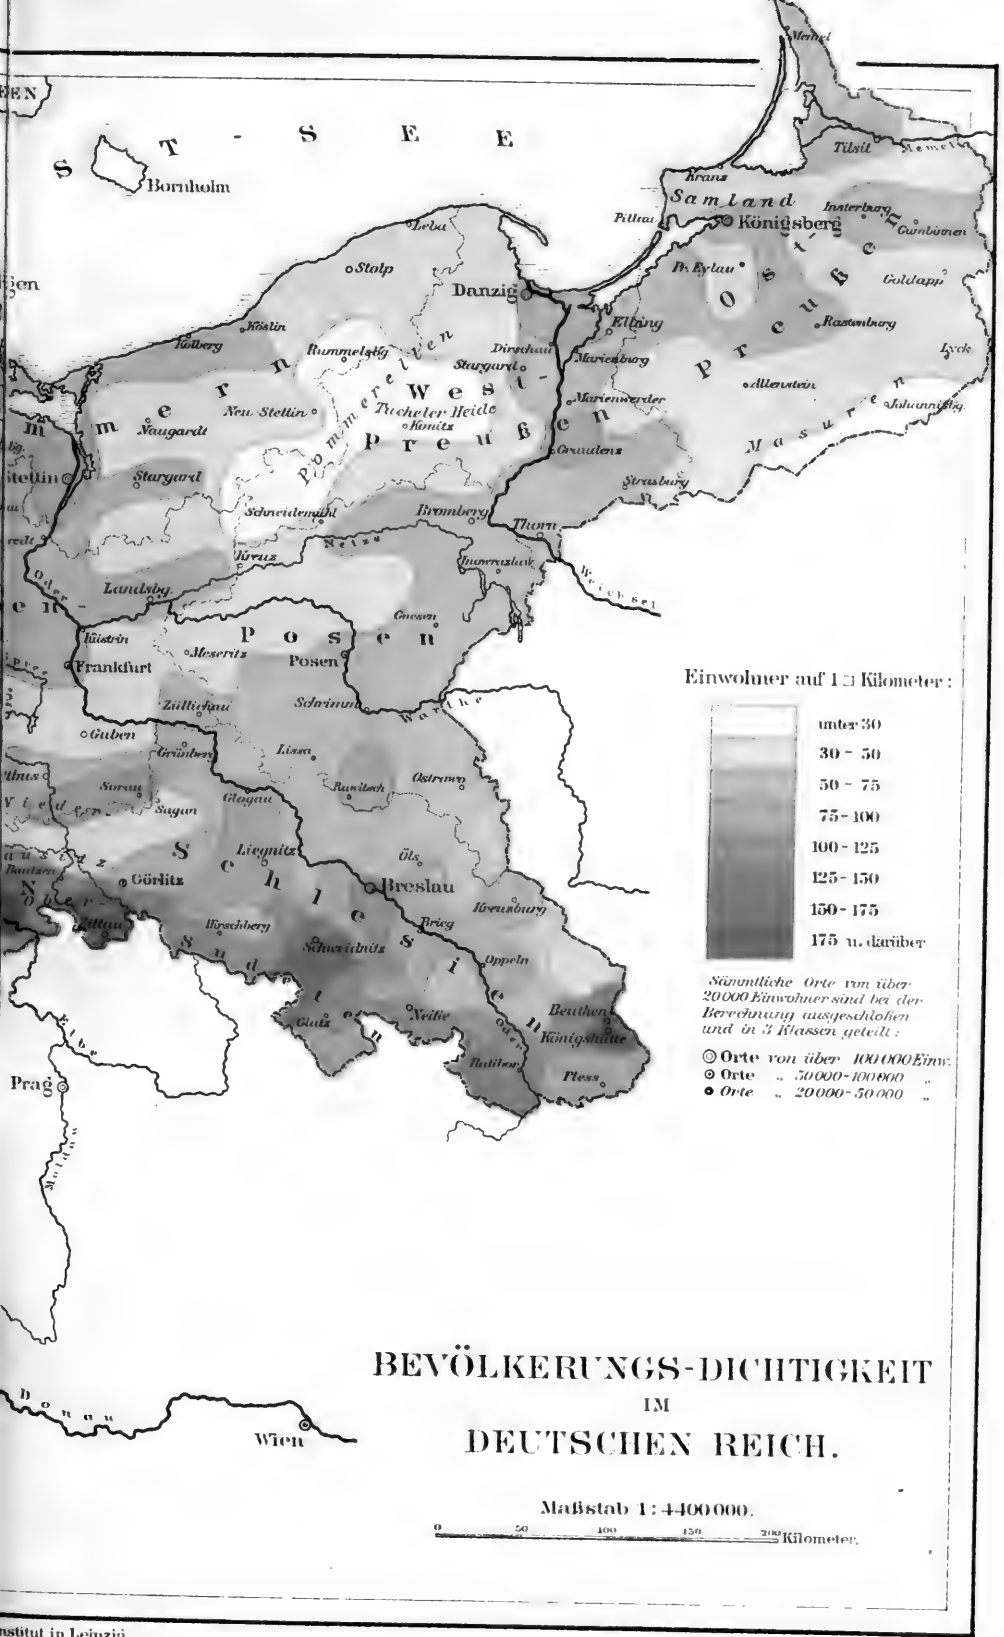 S T - S E E
Bornholm
Memel
Tilsit
Memel
Kranz
Samland
Pillau
Königsberg
Insterburg
Gumbinnen
Pr. Eylau
Goldapp
Ost-
Preußen
Rastenburg
Lyck
Allenstein
Johannisbg.
Masuren
Leba
Stolp
Danzig
Elbing
Köslin
Kolberg
Rummelsbg
Dirschau
Stargard
Marienburg
Marienwerder
West-
Preußen
Tucheler Heide
Konitz
Pommerellen
mmern
Neu-Stettin
Naugardt
Graudenz
Strasburg
Stettin
Stargard
Schneidemühl
Bromberg
Thorn
Netze
Kreuz
Inowrazlaw
Weichsel
Oder
Landsbg.
en-
Gnesen
Posen
Küstrin
Meseritz
Posen
Frankfurt
Züllichau
Schrimm
Warthe
Guben
Grünberg
Lissa
Rawitsch
Ostrowo
Sorau
Sagan
Glogau
Schlesien
Liegnitz
Öls
Bautzen
Görlitz
Breslau
Kreuzburg
Zittau
Hirschberg
Brieg
Schweidnitz
Oppeln
Sudeten
Glatz
Neiße
Oder
Beuthen
Königshütte
Ratibor
Pless
Elbe
Prag
Moldau
Donau
Wien
Einwohner auf 1 □ Kilometer:
unter 30
30 - 50
50 - 75
75 - 100
100 - 125
125 - 150
150 - 175
175 u. darüber
Sämmtliche Orte von über
20000 Einwohner sind bei der
Berechnung ausgeschloßen
und in 3 Klassen geteilt:
Orte von über 100000 Einw.
Orte „ 50000-100000 „
Orte „ 20000-50000 „
BEVÖLKERUNGS-DICHTIGKEIT
IM
DEUTSCHEN REICH.
Maßstab 1:4400000.
0 50 100 150 200 Kilometer.
nstitut in Leipzig